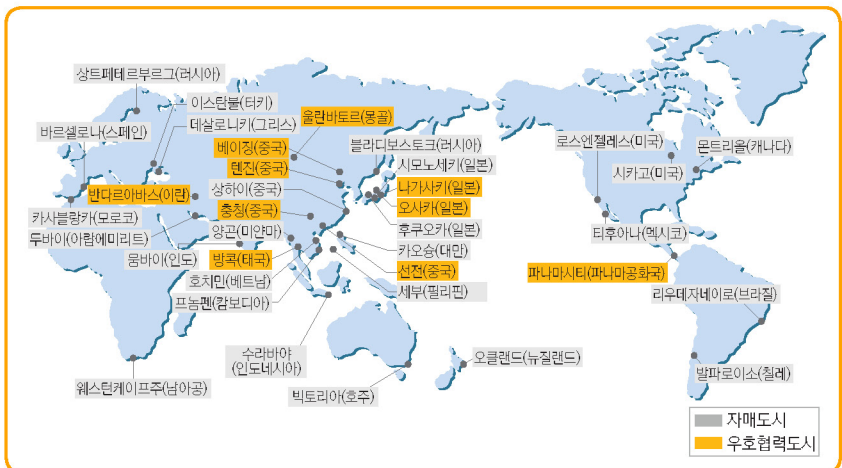 상트페테르부르그(러시아)
이스탄불(터키)
울란바토르(몽골)
데살로니키(그리스)
바르셀로나(스페인)
베이징(중국)
블라디보스토크(러시아)
로스엔젤레스(미국)
몬트리올(캐나다)
텐진(중국)
시모노세키(일본)
시카고(미국)
반다르아바스(이란)
상하이(중국)
나가사키(일본)
카사블랑카(모로코)
충칭(중국)
오사카(일본)
두바이(아랍에미리트)
양곤(미얀마)
후쿠오카(일본)
티후아나(멕시코)
뭄바이(인도)
방콕(태국)
카오슝(대만)
호치민(베트남)
선전(중국)
파나마시티(파나마공화국)
프놈펜(캄보디아)
세부(필리핀)
리우데자네이로(브라질)
수라바야
(인도네시아)
오클랜드(뉴질랜드)
웨스턴케이프주(남아공)
빅토리아(호주)
발파로이소(칠레)
자매도시
우호협력도시